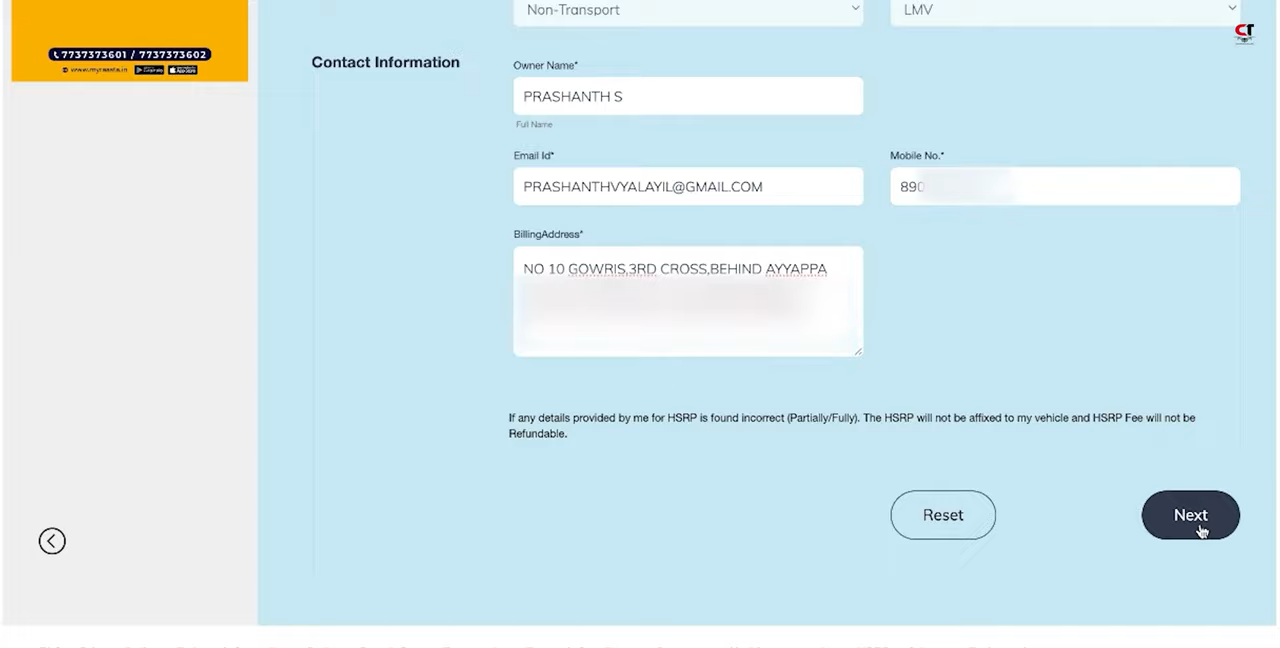 Non-Transport
LMV
7737373601 / 7737373602
Contact Information
Owner Name*
PRASHANTH S
Full Name
Email Id*
Mobile No.*
PRASHANTHVYALAYIL@GMAIL.COM
890
BillingAddress*
NO 10 GOWRIS,3RD CROSS,BEHIND AYYAPPA
If any details provided by me for HSRP is found incorrect (Partially/Fully). The HSRP will not be affixed to my vehicle and HSRP Fee will not be
Refundable.
Reset
Next